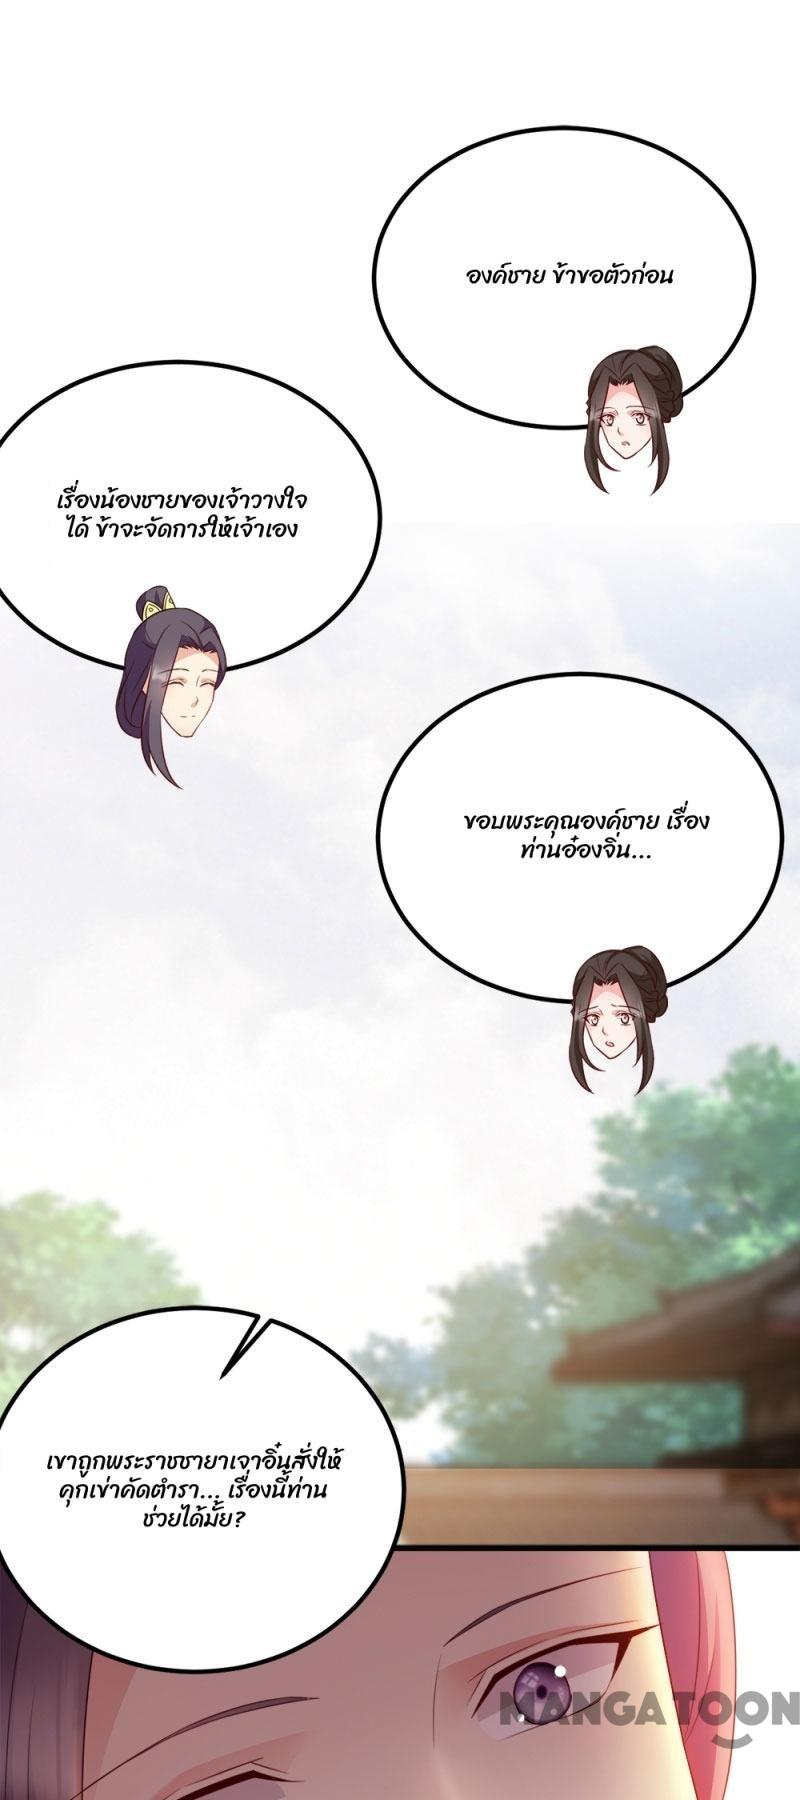 องค์ชาย ข้าขอตัวก่อน
เรื่องน้องชายของเจ้าวางใจ
ได้ ข้าจะจัดการให้เจ้าเอง
ขอบพระคุณองค์ชาย เรื่อง
ท่านอ๋องจิ่น...
เขาถูกพระราชชายาเจาอิ๋นสั่งให้
คุกเข่าคัดตำรา... เรื่องนี้ท่าน
ช่วยได้มั้ย?
MANGATOON